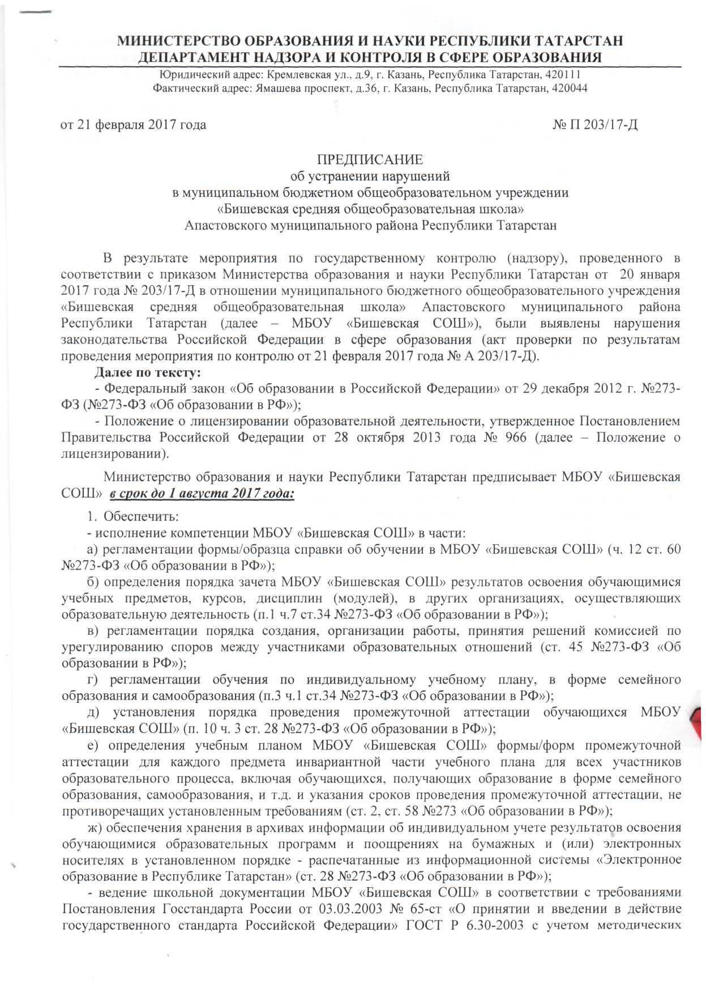 МИНИСТЕРСТВО ОБРАЗОВАНИЯ И НАУКИ РЕСПУБЛИКИ ТАТАРСТАН
ДЕПАРТАМЕНТ НАДЗОРА И КОНТРОЛЯ В СФЕРЕ ОБРАЗОВАНИЯ
Юридический адрес: Кремлевская ул., д.9, г. Казань, Республика Татарстан, 420111
Фактический адрес: Ямашева проспект, д.36, г. Казань, Республика Татарстан, 420044
от 21 февраля 2017 года № П 203/17-Д
ПРЕДПИСАНИЕ
об устранении нарушений
в муниципальном бюджетном общеобразовательном учреждении
«Бишевская средняя общеобразовательная школа»
Апастовского муниципального района Республики Татарстан
В результате мероприятия по государственному контролю (надзору), проведенного в
соответствии с приказом Министерства образования и науки Республики Татарстан от 20 января
2017 года № 203/17-Д в отношении муниципального бюджетного общеобразовательного учреждения
«Бишевская средняя общеобразовательная школа» Апастовского муниципального района
Республики Татарстан (далее – МБОУ «Бишевская СОШ»), были выявлены нарушения
законодательства Российской Федерации в сфере образования (акт проверки по результатам
проведения мероприятия по контролю от 21 февраля 2017 года № А 203/17-Д).
Далее по тексту:
- Федеральный закон «Об образовании в Российской Федерации» от 29 декабря 2012 г. №273-
ФЗ (№273-ФЗ «Об образовании в РФ»);
- Положение о лицензировании образовательной деятельности, утвержденное Постановлением
Правительства Российской Федерации от 28 октября 2013 года № 966 (далее – Положение о
лицензировании).
Министерство образования и науки Республики Татарстан предписывает МБОУ «Бишевская
СОШ» в срок до 1 августа 2017 года:
1. Обеспечить:
- исполнение компетенции МБОУ «Бишевская СОШ» в части:
а) регламентации формы/образца справки об обучении в МБОУ «Бишевская СОШ» (ч. 12 ст. 60
№273-ФЗ «Об образовании в РФ»);
б) определения порядка зачета МБОУ «Бишевская СОШ» результатов освоения обучающимися
учебных предметов, курсов, дисциплин (модулей), в других организациях, осуществляющих
образовательную деятельность (п.1 ч.7 ст.34 №273-ФЗ «Об образовании в РФ»);
в) регламентации порядка создания, организации работы, принятия решений комиссией по
урегулированию споров между участниками образовательных отношений (ст. 45 №273-ФЗ «Об
образовании в РФ»);
г) регламентации обучения по индивидуальному учебному плану, в форме семейного
образования и самообразования (п.3 ч.1 ст.34 №273-ФЗ «Об образовании в РФ»);
д) установления порядка проведения промежуточной аттестации обучающихся МБОУ
«Бишевская СОШ» (п. 10 ч. 3 ст. 28 №273-ФЗ «Об образовании в РФ»);
е) определения учебным планом МБОУ «Бишевская СОШ» формы/форм промежуточной
аттестации для каждого предмета инвариантной части учебного плана для всех участников
образовательного процесса, включая обучающихся, получающих образование в форме семейного
образования, самообразования, и т.д. и указания сроков проведения промежуточной аттестации, не
противоречащих установленным требованиям (ст. 2, ст. 58 №273 «Об образовании в РФ»);
ж) обеспечения хранения в архивах информации об индивидуальном учете результатов освоения
обучающимися образовательных программ и поощрениях на бумажных и (или) электронных
носителях в установленном порядке - распечатанные из информационной системы «Электронное
образование в Республике Татарстан» (ст. 28 №273-ФЗ «Об образовании в РФ»);
- ведение школьной документации МБОУ «Бишевская СОШ» в соответствии с требованиями
Постановления Госстандарта России от 03.03.2003 № 65-ст «О принятии и введении в действие
государственного стандарта Российской Федерации» ГОСТ Р 6.30-2003 с учетом методических